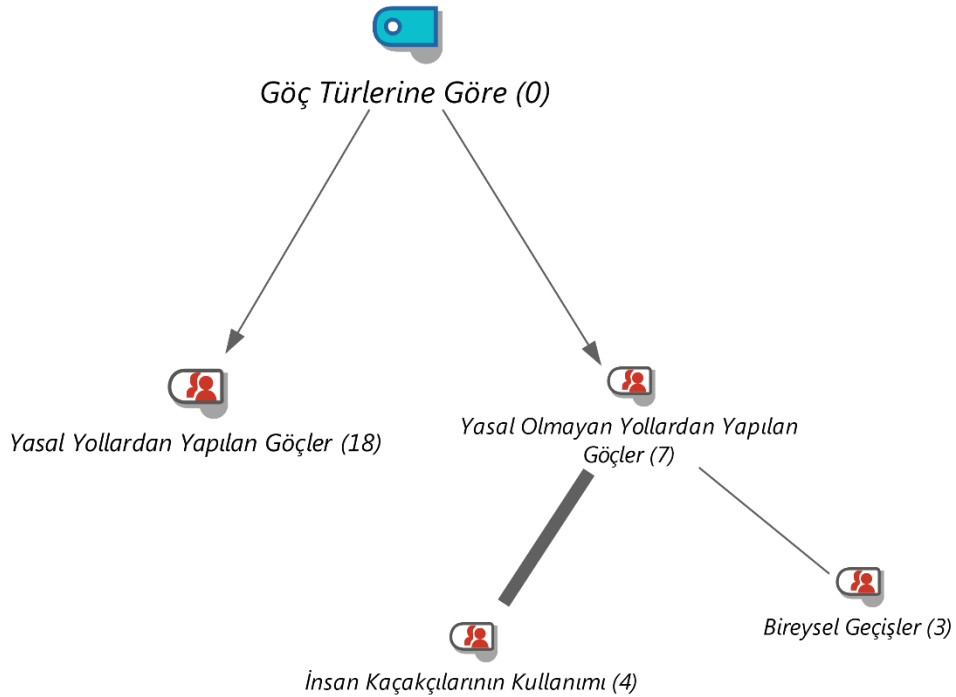 Göç Türlerine Göre (0)
Yasal Yollardan Yapılan Göçler (18)
Yasal Olmayan Yollardan Yapılan
Göçler (7)
Bireysel Geçişler (3)
İnsan Kaçakçılarının Kullanımı (4)